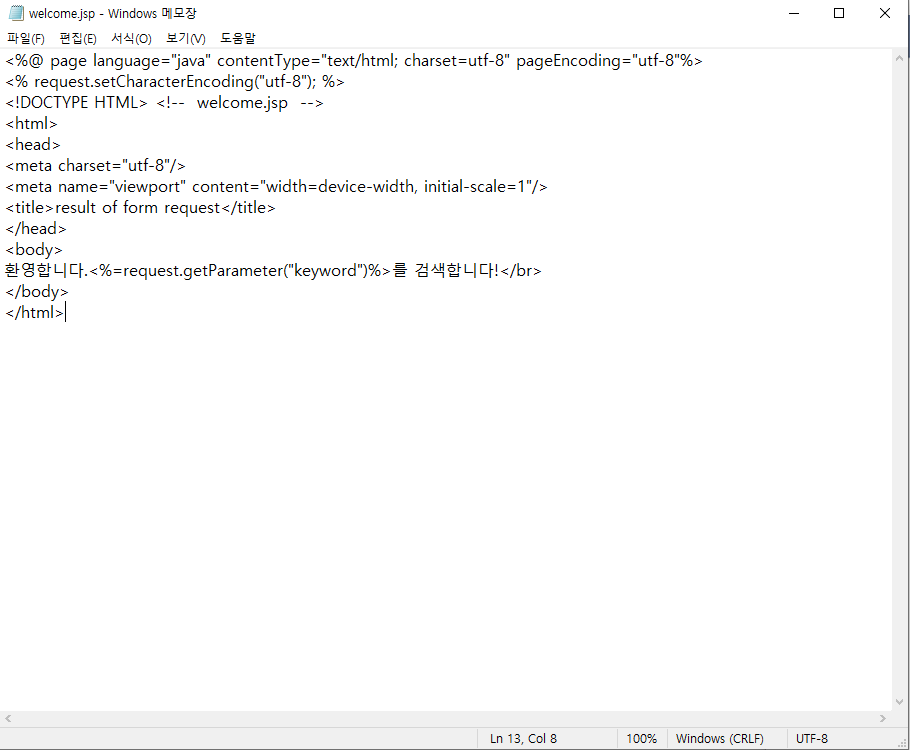 welcome.jsp - Windows 메모장
파일(F) 편집(E) 서식(O) 보기(V) 도움말
<%@ page language="java" contentType="text/html; charset=utf-8" pageEncoding="utf-8"%>
<% request.setCharacterEncoding("utf-8"); %>
<!DOCTYPE HTML> <!--  welcome.jsp  -->
<html>
<head>
<meta charset="utf-8"/>
<meta name="viewport" content="width=device-width, initial-scale=1"/>
<title>result of form request</title>
</head>
<body>
환영합니다.<%=request.getParameter("keyword")%>를 검색합니다!</br>
</body>
</html>
Ln 13, Col 8 100% Windows (CRLF) UTF-8